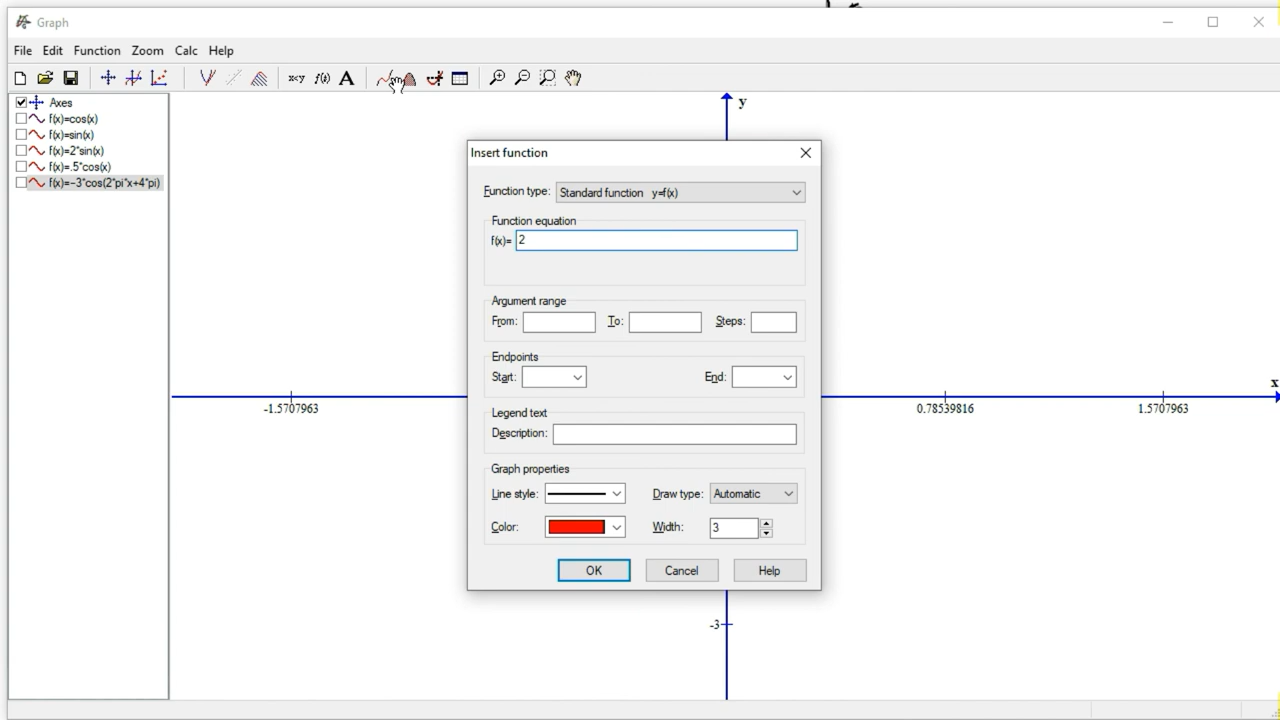 Graph
File Edit Function Zoom Calc Help
Axes
f(x)=cos(x)
f(x)=sin(x)
f(x)=2*sin(x)
f(x)=.5*cos(x)
f(x)=-3*cos(2*pi*x+4*pi)
y
Insert function
Function type: Standard function y=f(x)
Function equation
f(x)= 2
Argument range
From: To: Steps:
Endpoints
Start: End:
Legend text
Description:
Graph properties
Line style: Draw type: Automatic
Color: Width: 3
OK Cancel Help
x
-1.5707963 0.78539816 1.5707963
-3